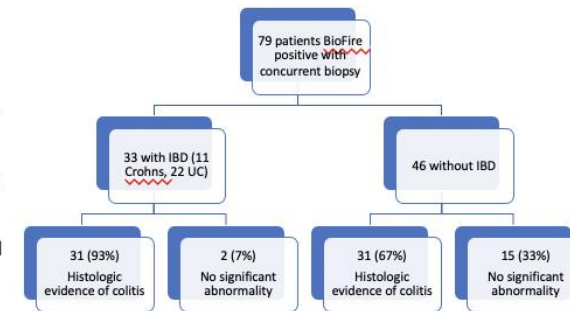 79 patients BioFire
positive with
concurrent biopsy
33 with IBD (11
Crohns, 22 UC)
46 without IBD
31 (93%)
Histologic
evidence of colitis
2 (7%)
No significant
abnormality
31 (67%)
Histologic
evidence of colitis
15 (33%)
No significant
abnormality